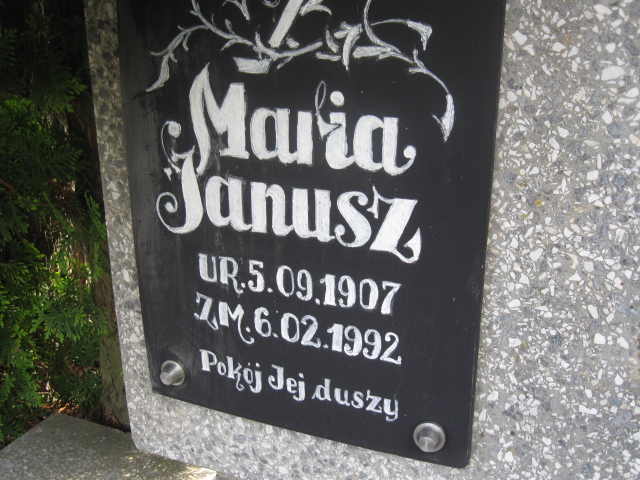 Maria
Janusz
UR. 5.09.1907
ZM. 6.02.1992
Pokój Jej duszy